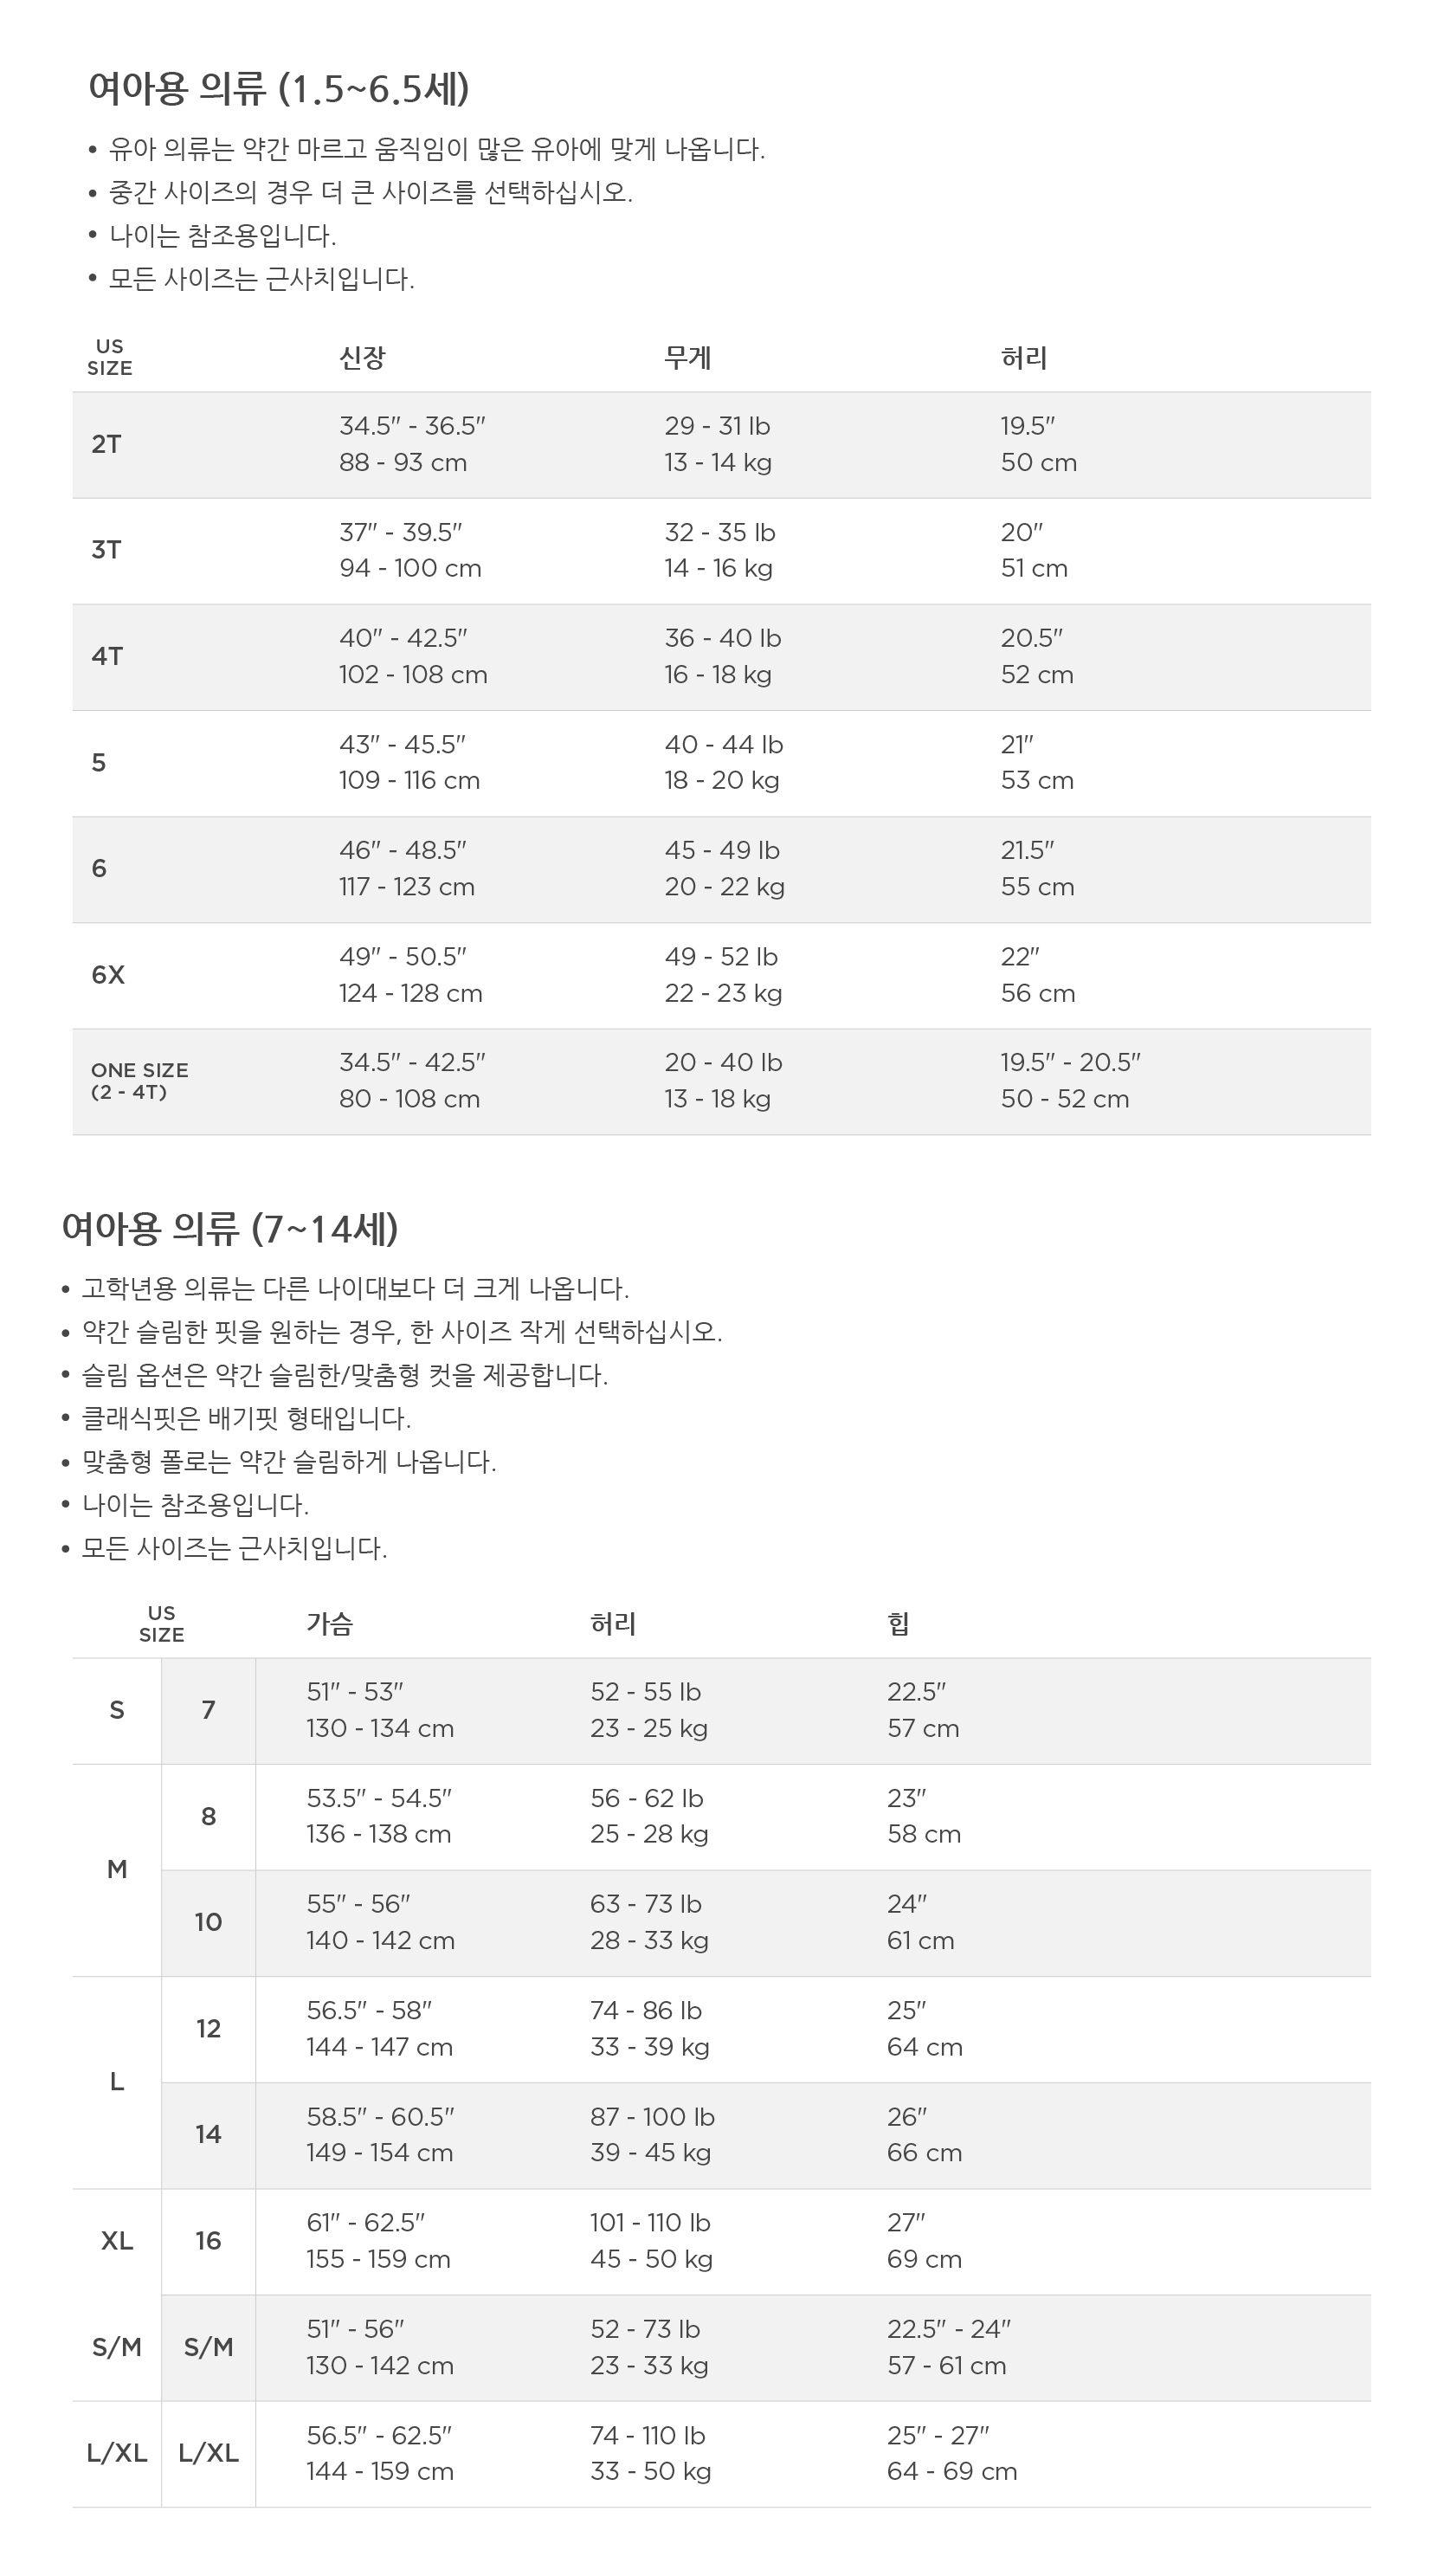 여아용 의류 (1.5~6.5세)
• 유아 의류는 약간 마르고 움직임이 많은 유아에 맞게 나옵니다.
• 중간 사이즈의 경우 더 큰 사이즈를 선택하십시오.
• 나이는 참조용입니다.
• 모든 사이즈는 근사치입니다.
US SIZE 신장 무게 허리
2T 34.5" - 36.5" 29 - 31 lb 19.5"
88 - 93 cm 13 - 14 kg 50 cm
3T 37" - 39.5" 32 - 35 lb 20"
94 - 100 cm 14 - 16 kg 51 cm
4T 40" - 42.5" 36 - 40 lb 20.5"
102 - 108 cm 16 - 18 kg 52 cm
5 43" - 45.5" 40 - 44 lb 21"
109 - 116 cm 18 - 20 kg 53 cm
6 46" - 48.5" 45 - 49 lb 21.5"
117 - 123 cm 20 - 22 kg 55 cm
6X 49" - 50.5" 49 - 52 lb 22"
124 - 128 cm 22 - 23 kg 56 cm
ONE SIZE 34.5" - 42.5" 20 - 40 lb 19.5" - 20.5"
(2 - 4T) 80 - 108 cm 13 - 18 kg 50 - 52 cm
여아용 의류 (7~14세)
• 고학년용 의류는 다른 나이대보다 더 크게 나옵니다.
• 약간 슬림한 핏을 원하는 경우, 한 사이즈 작게 선택하십시오.
• 슬림 옵션은 약간 슬림한/맞춤형 컷을 제공합니다.
• 클래식핏은 배기핏 형태입니다.
• 맞춤형 폴로는 약간 슬림하게 나옵니다.
• 나이는 참조용입니다.
• 모든 사이즈는 근사치입니다.
US SIZE 가슴 허리 힙
S 7 51" - 53" 52 - 55 lb 22.5"
130 - 134 cm 23 - 25 kg 57 cm
M 8 53.5" - 54.5" 56 - 62 lb 23"
136 - 138 cm 25 - 28 kg 58 cm
10 55" - 56" 63 - 73 lb 24"
140 - 142 cm 28 - 33 kg 61 cm
L 12 56.5" - 58" 74 - 86 lb 25"
144 - 147 cm 33 - 39 kg 64 cm
14 58.5" - 60.5" 87 - 100 lb 26"
149 - 154 cm 39 - 45 kg 66 cm
XL 16 61" - 62.5" 101 - 110 lb 27"
155 - 159 cm 45 - 50 kg 69 cm
S/M S/M 51" - 56" 52 - 73 lb 22.5" - 24"
130 - 142 cm 23 - 33 kg 57 - 61 cm
L/XL L/XL 56.5" - 62.5" 74 - 110 lb 25" - 27"
144 - 159 cm 33 - 50 kg 64 - 69 cm